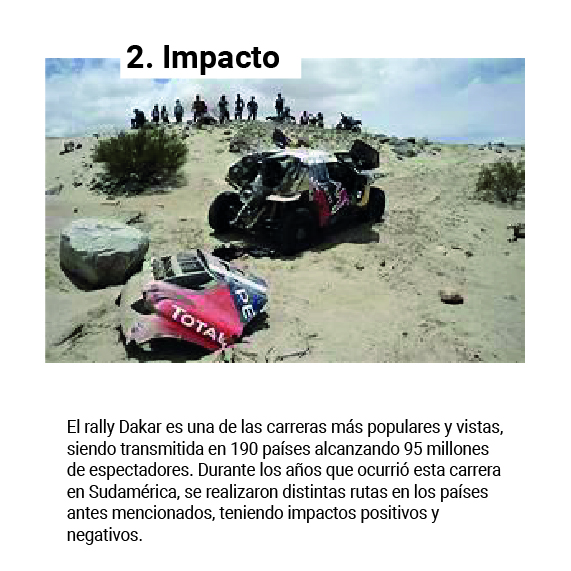 2. Impacto
TOTAL
PE
El rally Dakar es una de las carreras más populares y vistas,
siendo transmitida en 190 países alcanzando 95 millones
de espectadores. Durante los años que ocurrió esta carrera
en Sudamérica, se realizaron distintas rutas en los países
antes mencionados, teniendo impactos positivos y
negativos.